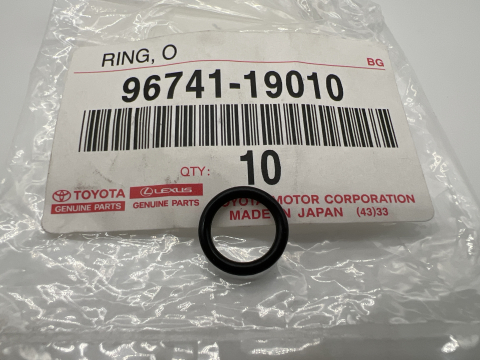 RING, O
BG
96741-19010
QTY: 10
TOYOTA LEXUS TOYOTA MOTOR CORPORATION
GENUINE PARTS GENUINE PARTS MADE IN JAPAN (43)33